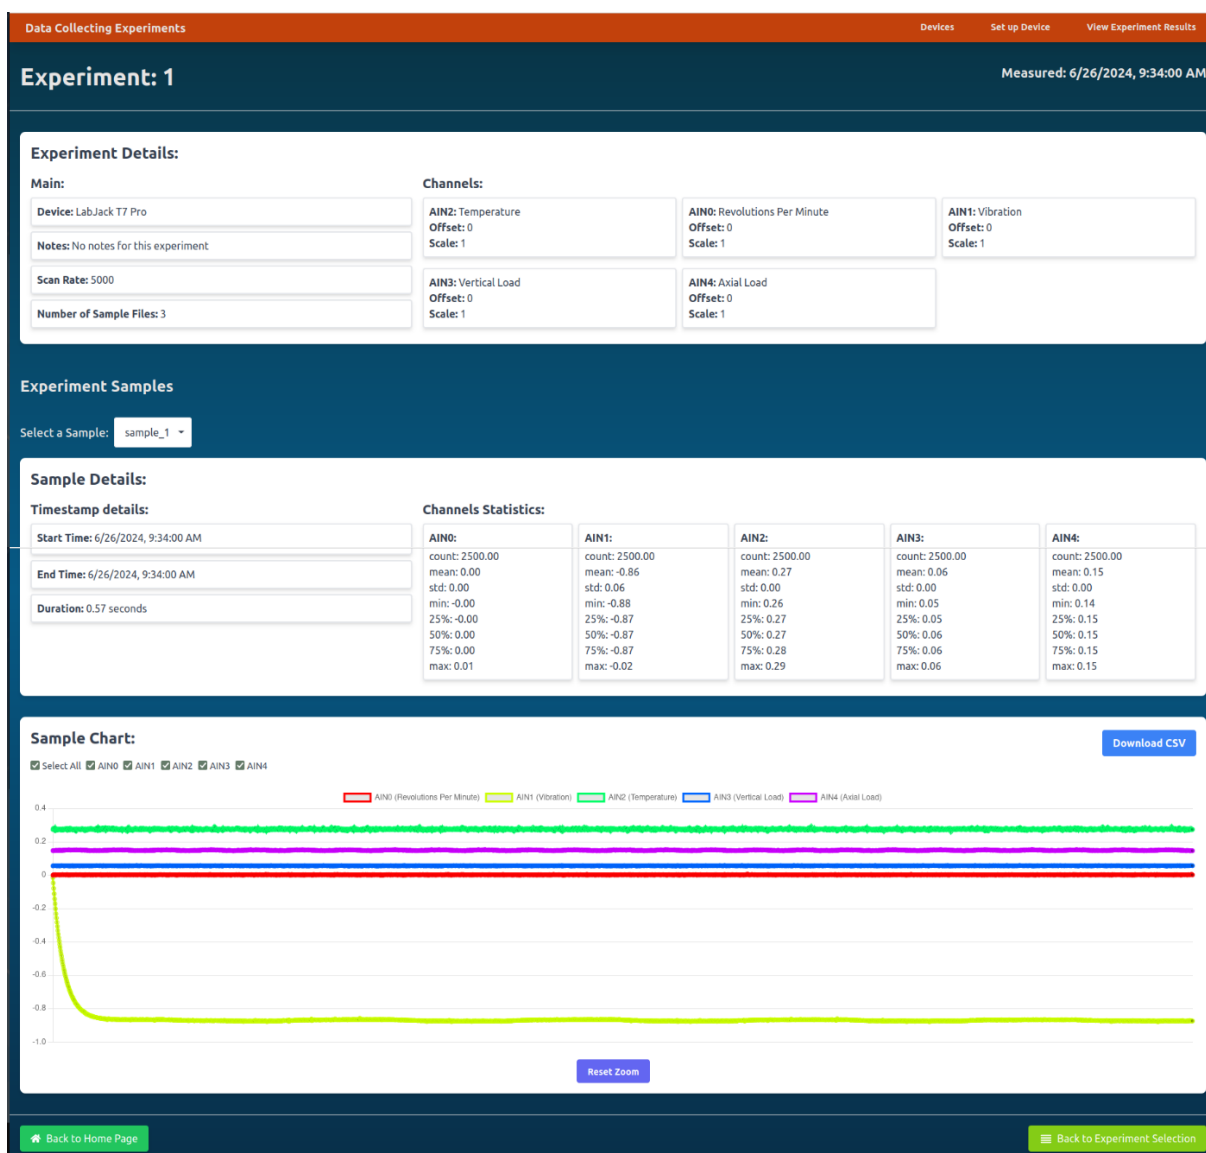 Data Collecting Experiments
Devices
Set up Device
View Experiment Results
Experiment: 1
Measured: 6/26/2024, 9:34:00 AM
Experiment Details:
Main:
Device: LabJack T7 Pro
Notes: No notes for this experiment
Scan Rate: 5000
Number of Sample Files: 3
Channels:
AIN2: Temperature
Offset: 0
Scale: 1
AIN0: Revolutions Per Minute
Offset: 0
Scale: 1
AIN1: Vibration
Offset: 0
Scale: 1
AIN3: Vertical Load
Offset: 0
Scale: 1
AIN4: Axial Load
Offset: 0
Scale: 1
Experiment Samples
Select a Sample: sample_1
Sample Details:
Timestamp details:
Start Time: 6/26/2024, 9:34:00 AM
End Time: 6/26/2024, 9:34:00 AM
Duration: 0.57 seconds
Channels Statistics:
AIN0:
count: 2500.00
mean: 0.00
std: 0.00
min: -0.00
25%: -0.00
50%: 0.00
75%: 0.00
max: 0.01
AIN1:
count: 2500.00
mean: -0.86
std: 0.06
min: -0.88
25%: -0.87
50%: -0.87
75%: -0.87
max: -0.02
AIN2:
count: 2500.00
mean: 0.27
std: 0.00
min: 0.26
25%: 0.27
50%: 0.27
75%: 0.28
max: 0.29
AIN3:
count: 2500.00
mean: 0.06
std: 0.00
min: 0.05
25%: 0.05
50%: 0.06
75%: 0.06
max: 0.06
AIN4:
count: 2500.00
mean: 0.15
std: 0.00
min: 0.14
25%: 0.15
50%: 0.15
75%: 0.15
max: 0.15
Sample Chart:
Download CSV
Select All AIN0 AIN1 AIN2 AIN3 AIN4
AIN0 (Revolutions Per Minute) AIN1 (Vibration) AIN2 (Temperature) AIN3 (Vertical Load) AIN4 (Axial Load)
0.4
0.2
0
-0.2
-0.4
-0.6
-0.8
-1.0
Reset Zoom
Back to Home Page
Back to Experiment Selection